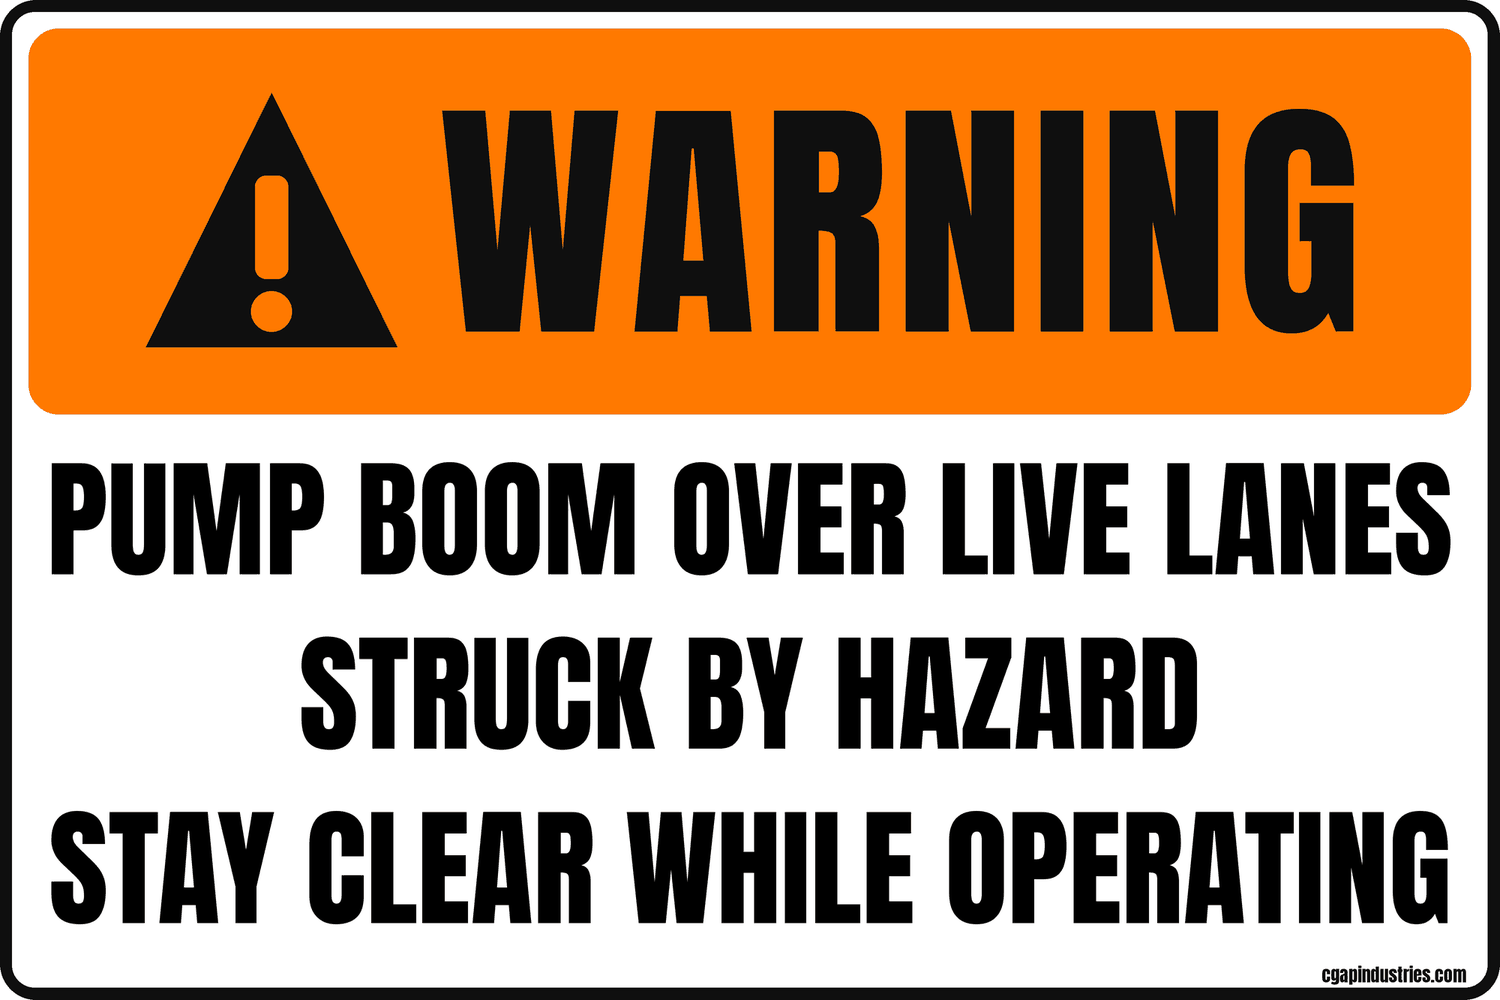 WARNING
PUMP BOOM OVER LIVE LANES
STRUCK BY HAZARD
STAY CLEAR WHILE OPERATING
cgapindustries.com